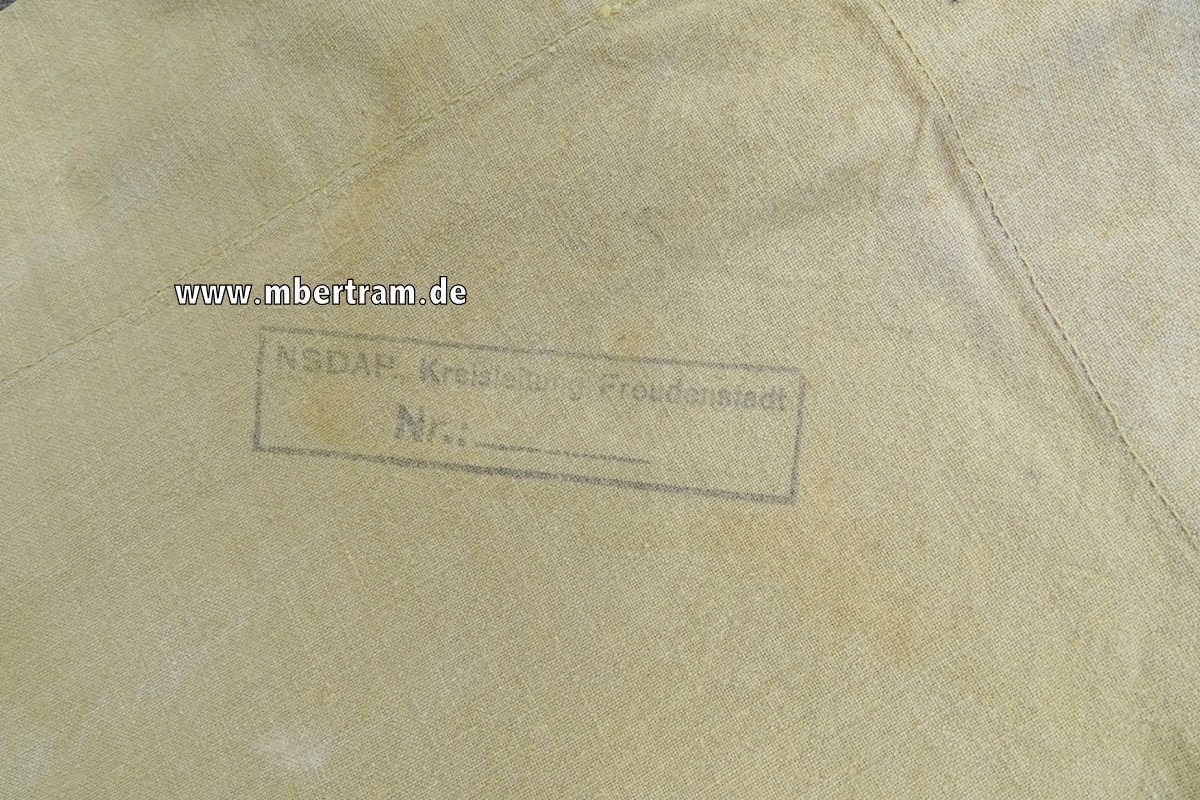 www.mbertram.de
NSDAP. Kreisleitung Freudenstadt
Nr.: